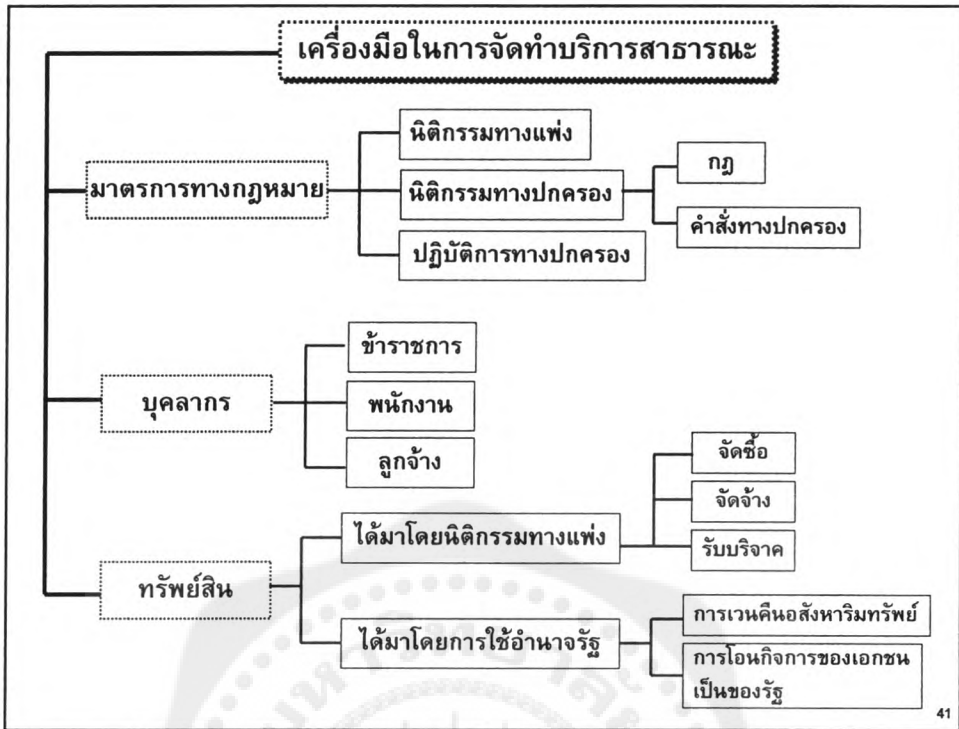 เครื่องมือในการจัดทำบริการสาธารณะ
มาตรการทางกฎหมาย
นิติกรรมทางแพ่ง
นิติกรรมทางปกครอง
กฎ
คำสั่งทางปกครอง
ปฏิบัติการทางปกครอง
บุคลากร
ข้าราชการ
พนักงาน
ลูกจ้าง
ทรัพย์สิน
ได้มาโดยนิติกรรมทางแพ่ง
จัดซื้อ
จัดจ้าง
รับบริจาค
ได้มาโดยการใช้อำนาจรัฐ
การเวนคืนอสังหาริมทรัพย์
การโอนกิจการของเอกชน
เป็นของรัฐ
41